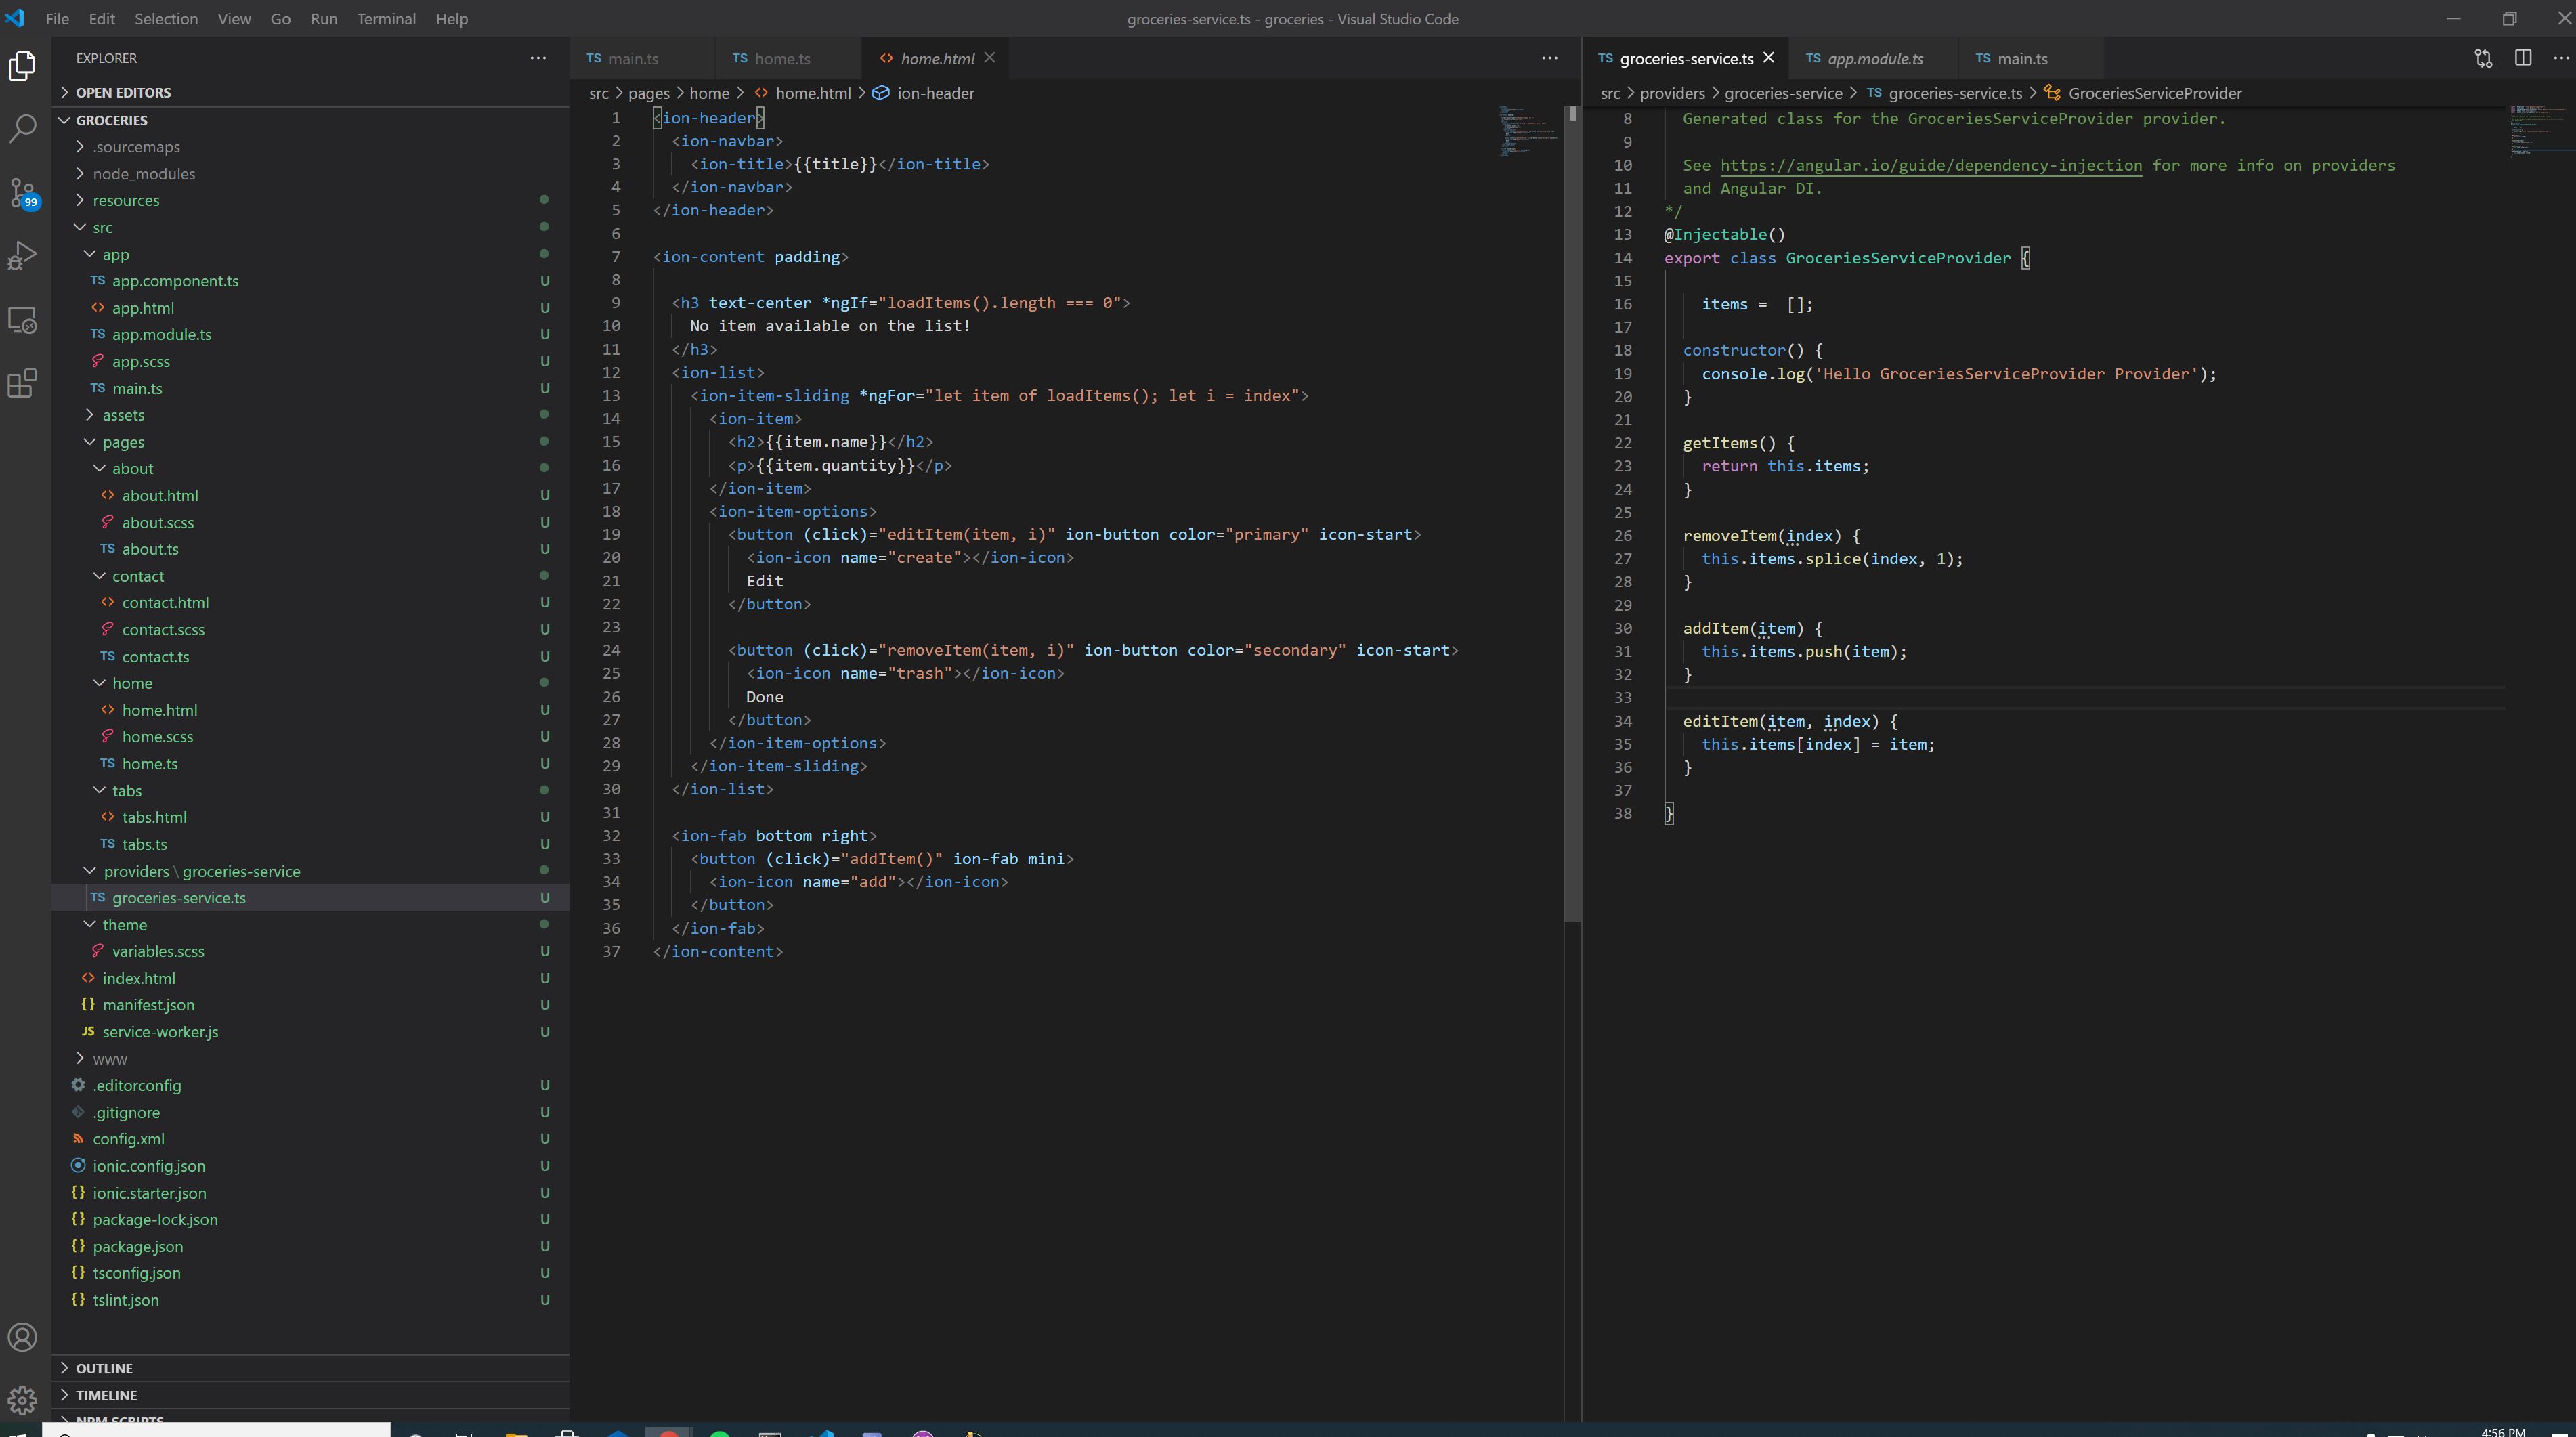 File Edit Selection View Go Run Terminal Help
groceries-service.ts - groceries - Visual Studio Code
EXPLORER
OPEN EDITORS
GROCERIES
.sourcemaps
node_modules
resources
src
app
TS app.component.ts U
<> app.html U
TS app.module.ts U
app.scss U
TS main.ts U
assets
pages
about
<> about.html U
about.scss U
TS about.ts U
contact
<> contact.html U
contact.scss U
TS contact.ts U
home
<> home.html U
home.scss U
TS home.ts U
tabs
<> tabs.html U
TS tabs.ts U
providers \ groceries-service
TS groceries-service.ts U
theme
variables.scss U
<> index.html U
{} manifest.json U
JS service-worker.js U
www
.editorconfig U
.gitignore U
config.xml U
ionic.config.json U
{} ionic.starter.json U
{} package-lock.json U
{} package.json U
{} tsconfig.json U
{} tslint.json U
OUTLINE
TIMELINE
NPM SCRIPTS
99
TS main.ts TS home.ts <> home.html
src > pages > home > <> home.html > ion-header
1 <ion-header>
2 <ion-navbar>
3 <ion-title>{{title}}</ion-title>
4 </ion-navbar>
5 </ion-header>
6
7 <ion-content padding>
8
9 <h3 text-center *ngIf="loadItems().length === 0">
10 No item available on the list!
11 </h3>
12 <ion-list>
13 <ion-item-sliding *ngFor="let item of loadItems(); let i = index">
14 <ion-item>
15 <h2>{{item.name}}</h2>
16 <p>{{item.quantity}}</p>
17 </ion-item>
18 <ion-item-options>
19 <button (click)="editItem(item, i)" ion-button color="primary" icon-start>
20 <ion-icon name="create"></ion-icon>
21 Edit
22 </button>
23
24 <button (click)="removeItem(item, i)" ion-button color="secondary" icon-start>
25 <ion-icon name="trash"></ion-icon>
26 Done
27 </button>
28 </ion-item-options>
29 </ion-item-sliding>
30 </ion-list>
31
32 <ion-fab bottom right>
33 <button (click)="addItem()" ion-fab mini>
34 <ion-icon name="add"></ion-icon>
35 </button>
36 </ion-fab>
37 </ion-content>
TS groceries-service.ts TS app.module.ts TS main.ts
src > providers > groceries-service > TS groceries-service.ts > GroceriesServiceProvider
8 Generated class for the GroceriesServiceProvider provider.
9
10 See https://angular.io/guide/dependency-injection for more info on providers
11 and Angular DI.
12 */
13 @Injectable()
14 export class GroceriesServiceProvider {
15
16 items = [];
17
18 constructor() {
19 console.log('Hello GroceriesServiceProvider Provider');
20 }
21
22 getItems() {
23 return this.items;
24 }
25
26 removeItem(index) {
27 this.items.splice(index, 1);
28 }
29
30 addItem(item) {
31 this.items.push(item);
32 }
33
34 editItem(item, index) {
35 this.items[index] = item;
36 }
37
38 }
4:56 PM